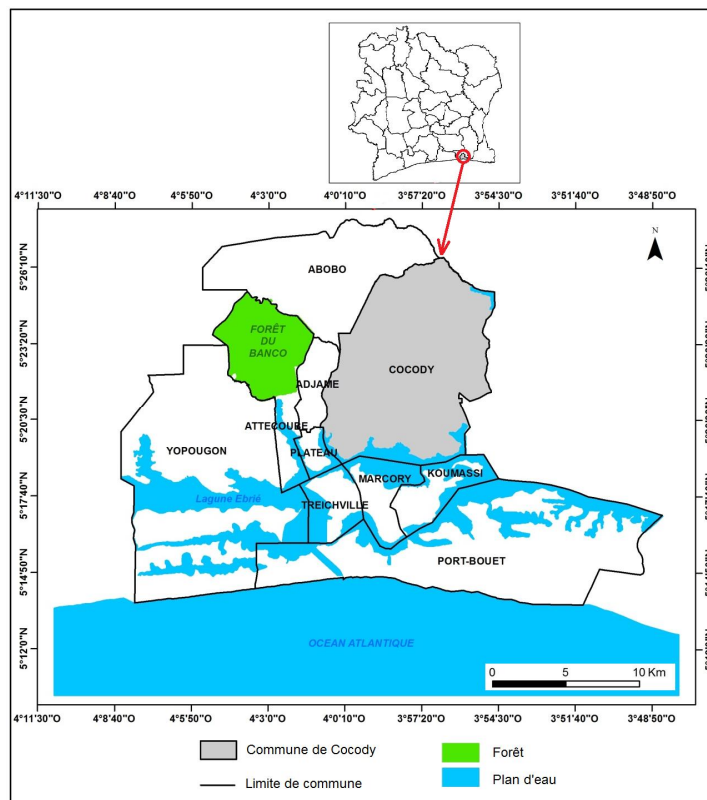 4°11'30"O 4°8'40"O 4°5'50"O 4°3'0"O 4°0'10"O 3°57'20"O 3°54'30"O 3°51'40"O 3°48'50"O
N
5°26'10"N
ABOBO
5°23'20"N
FORÊT
DU
BANCO
COCODY
ADJAME
5°20'30"N
ATTECOUBE
YOPOUGON
PLATEAU
KOUMASSI
MARCORY
5°17'40"N
Lagune Ebrié
TREICHVILLE
PORT-BOUET
5°14'50"N
OCEAN ATLANTIQUE
5°12'0"N
0 5 10 Km
4°11'30"O 4°8'40"O 4°5'50"O 4°3'0"O 4°0'10"O 3°57'20"O 3°54'30"O 3°51'40"O 3°48'50"O
Commune de Cocody
Forêt
Limite de commune
Plan d'eau